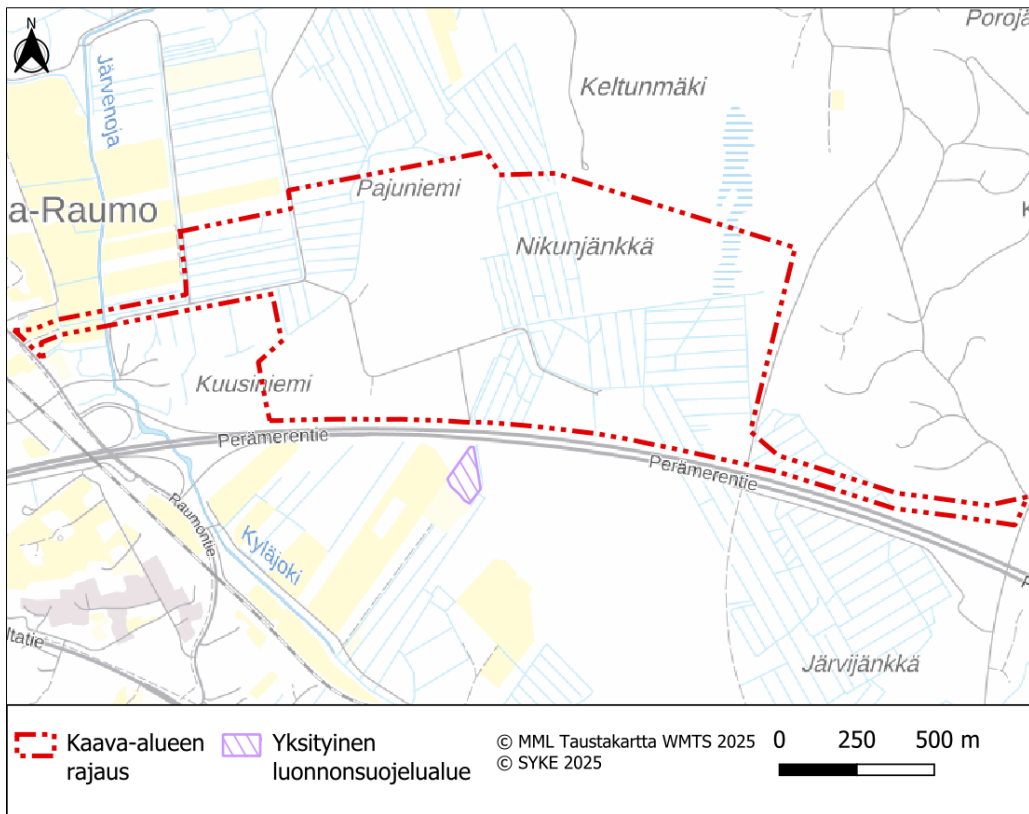 N
Porojä
Järvenoja
Keltunmäki
Pajuniemi
a-Raumo
K
Nikunjänkkä
Kuusiniemi
Perämerentie
Perämerentie
Raumontie
Kyläjoki
ltatie
Järvijänkkä
Kaava-alueen
rajaus
Yksityinen
luonnonsuojelualue
© MML Taustakartta WMTS 2025
© SYKE 2025
0 250 500 m